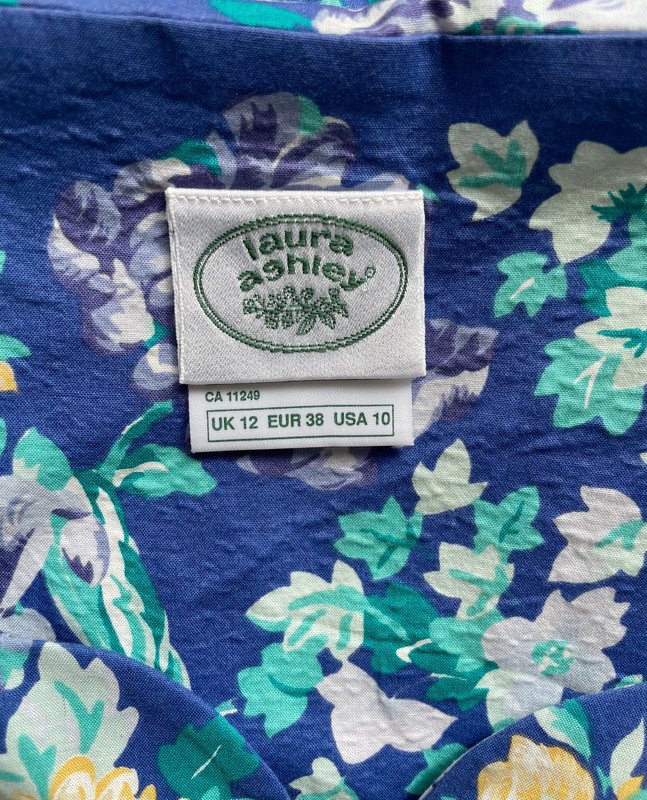 laura
ashley®
CA 11249
UK 12 EUR 38 USA 10